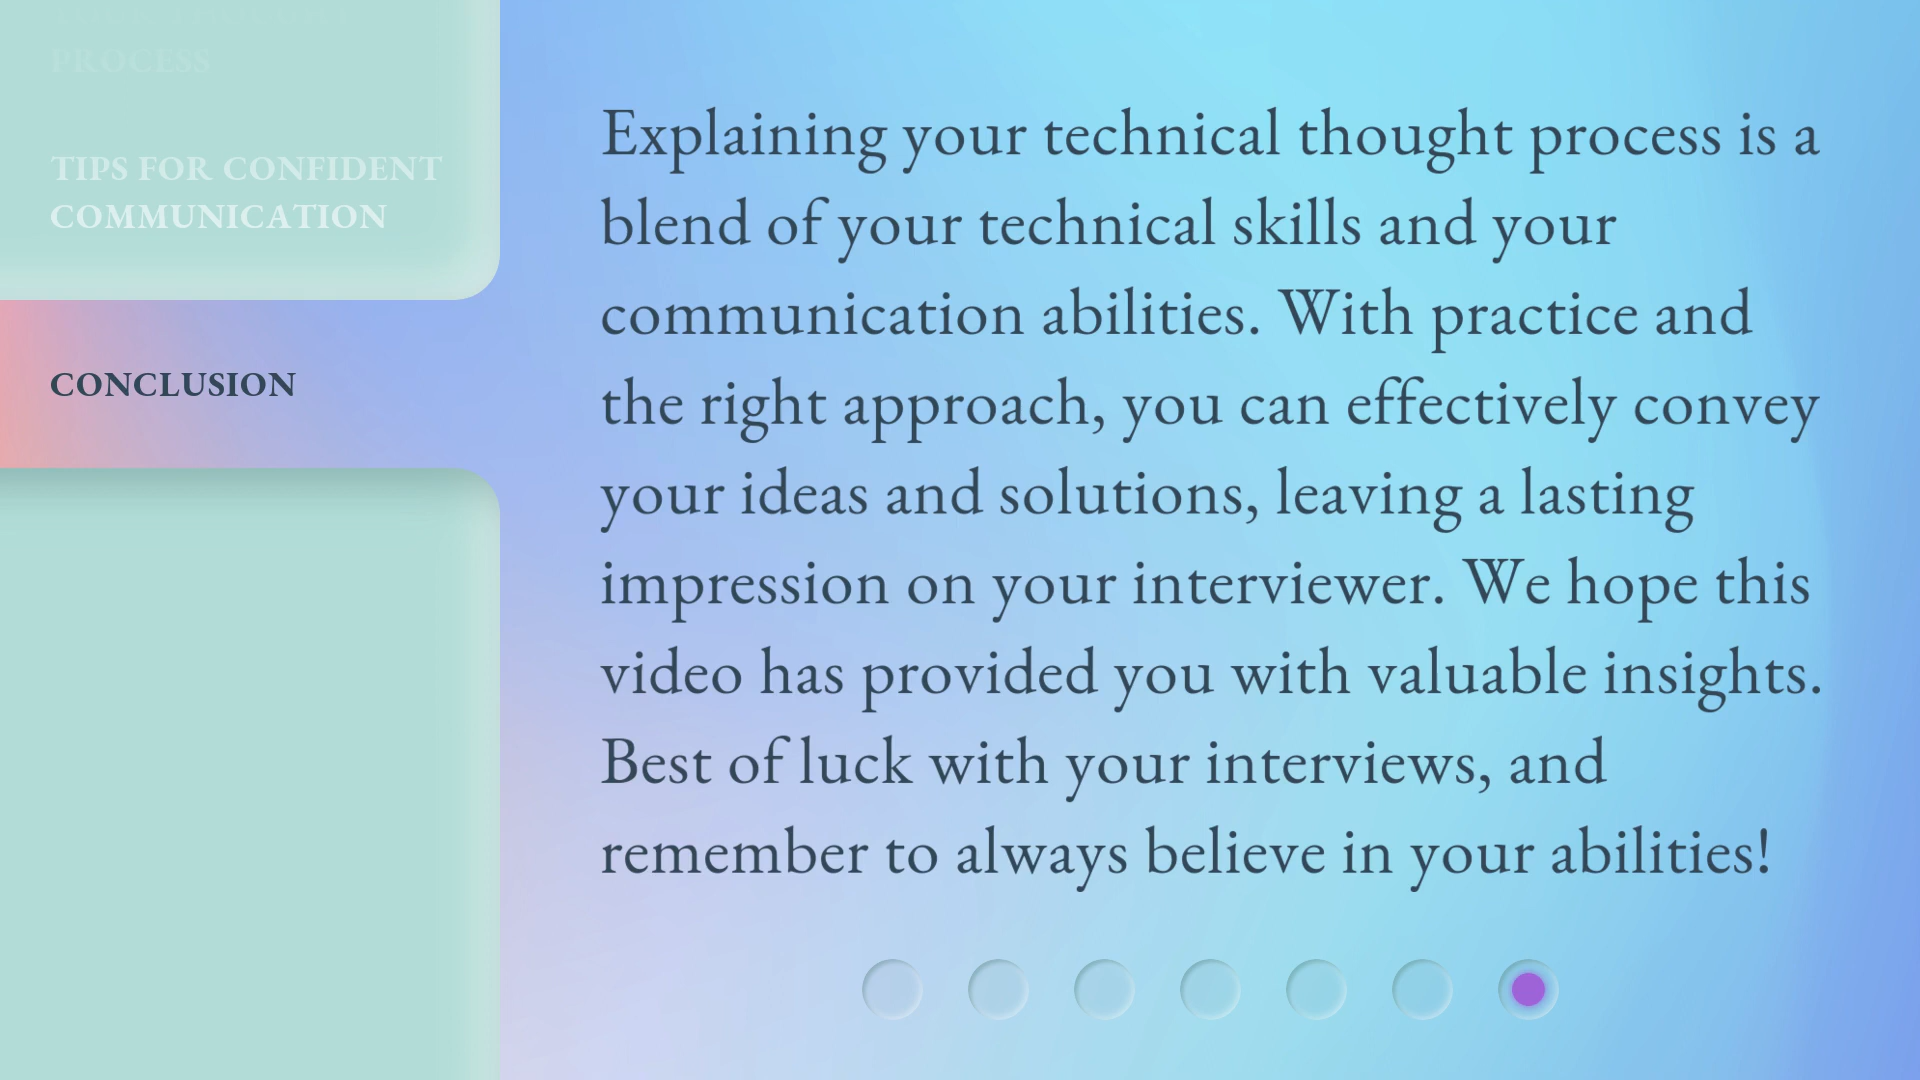 PROCESS
TIPS FOR CONFIDENT
COMMUNICATION
CONCLUSION
Explaining your technical thought process is a
blend of your technical skills and your
communication abilities. With practice and
the right approach, you can effectively convey
your ideas and solutions, leaving a lasting
impression on your interviewer. We hope this
video has provided you with valuable insights.
Best of luck with your interviews, and
remember to always believe in your abilities!